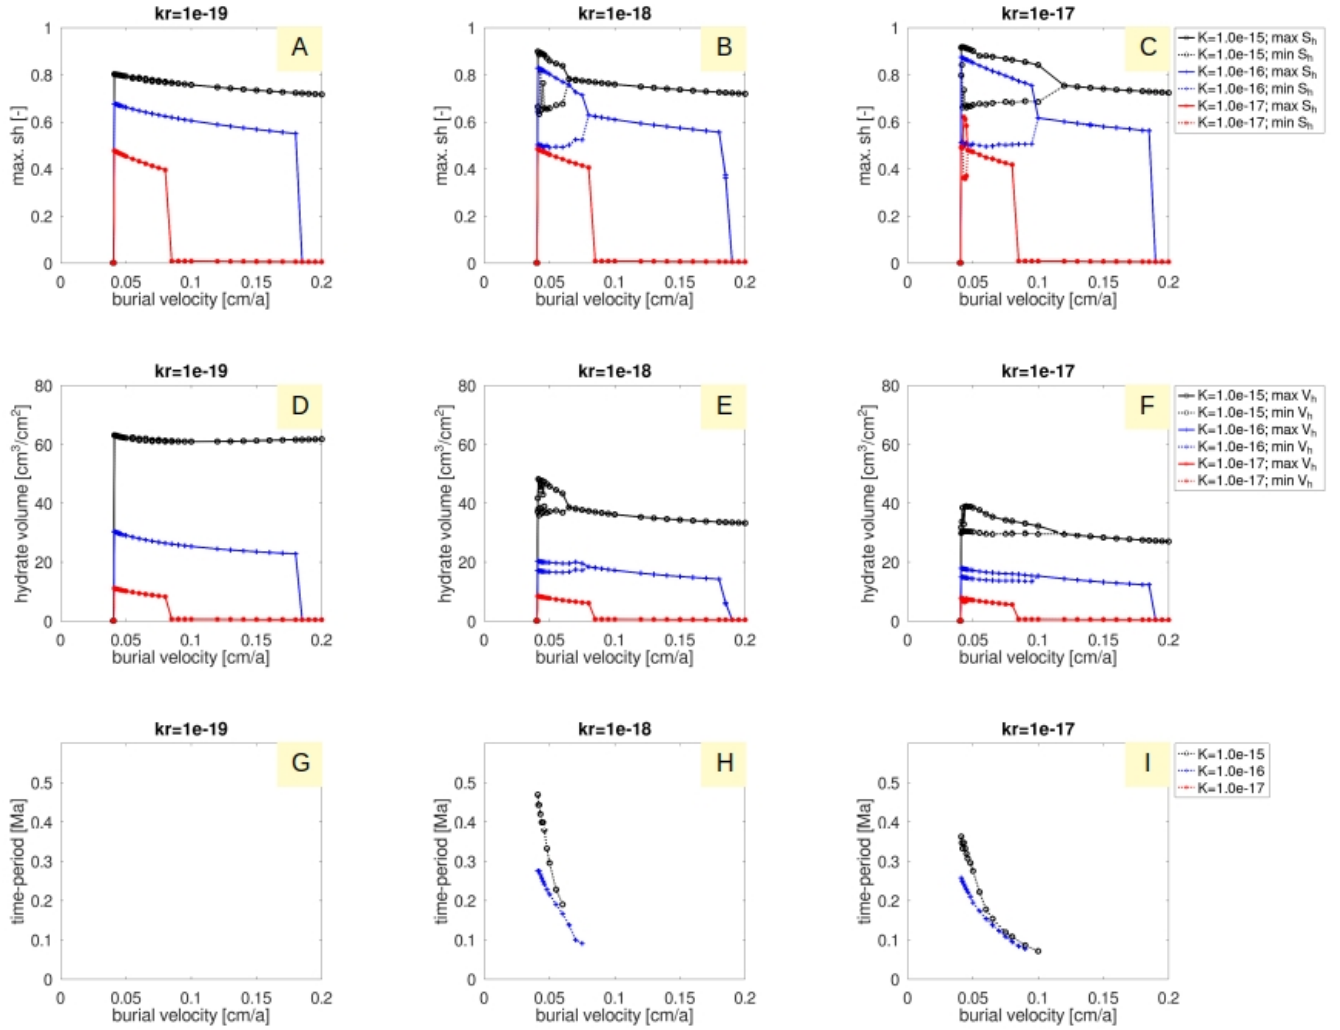 kr=1e-19
A
1
0.8
0.6
0.4
0.2
0
max. sh [-]
0 0.05 0.1 0.15 0.2
burial velocity [cm/a]
kr=1e-18
B
1
0.8
0.6
0.4
0.2
0
max. sh [-]
0 0.05 0.1 0.15 0.2
burial velocity [cm/a]
kr=1e-17
C
1
0.8
0.6
0.4
0.2
0
max. sh [-]
0 0.05 0.1 0.15 0.2
burial velocity [cm/a]
K=1.0e-15; max Sh
K=1.0e-15; min Sh
K=1.0e-16; max Sh
K=1.0e-16; min Sh
K=1.0e-17; max Sh
K=1.0e-17; min Sh
kr=1e-19
D
80
60
40
20
0
hydrate volume [cm³/cm²]
0 0.05 0.1 0.15 0.2
burial velocity [cm/a]
kr=1e-18
E
80
60
40
20
0
hydrate volume [cm³/cm²]
0 0.05 0.1 0.15 0.2
burial velocity [cm/a]
kr=1e-17
F
80
60
40
20
0
hydrate volume [cm³/cm²]
0 0.05 0.1 0.15 0.2
burial velocity [cm/a]
K=1.0e-15; max Vh
K=1.0e-15; min Vh
K=1.0e-16; max Vh
K=1.0e-16; min Vh
K=1.0e-17; max Vh
K=1.0e-17; min Vh
kr=1e-19
G
0.5
0.4
0.3
0.2
0.1
0
time-period [Ma]
0 0.05 0.1 0.15 0.2
burial velocity [cm/a]
kr=1e-18
H
0.5
0.4
0.3
0.2
0.1
0
time-period [Ma]
0 0.05 0.1 0.15 0.2
burial velocity [cm/a]
kr=1e-17
I
0.5
0.4
0.3
0.2
0.1
0
time-period [Ma]
0 0.05 0.1 0.15 0.2
burial velocity [cm/a]
K=1.0e-15
K=1.0e-16
K=1.0e-17